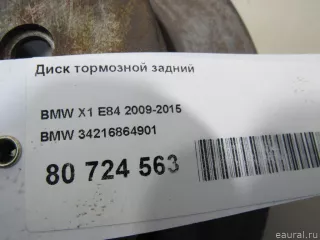 Диск тормозной задний
BMW X1 E84 2009-2015
BMW 34216864901
80 724 563
© eaural.ru